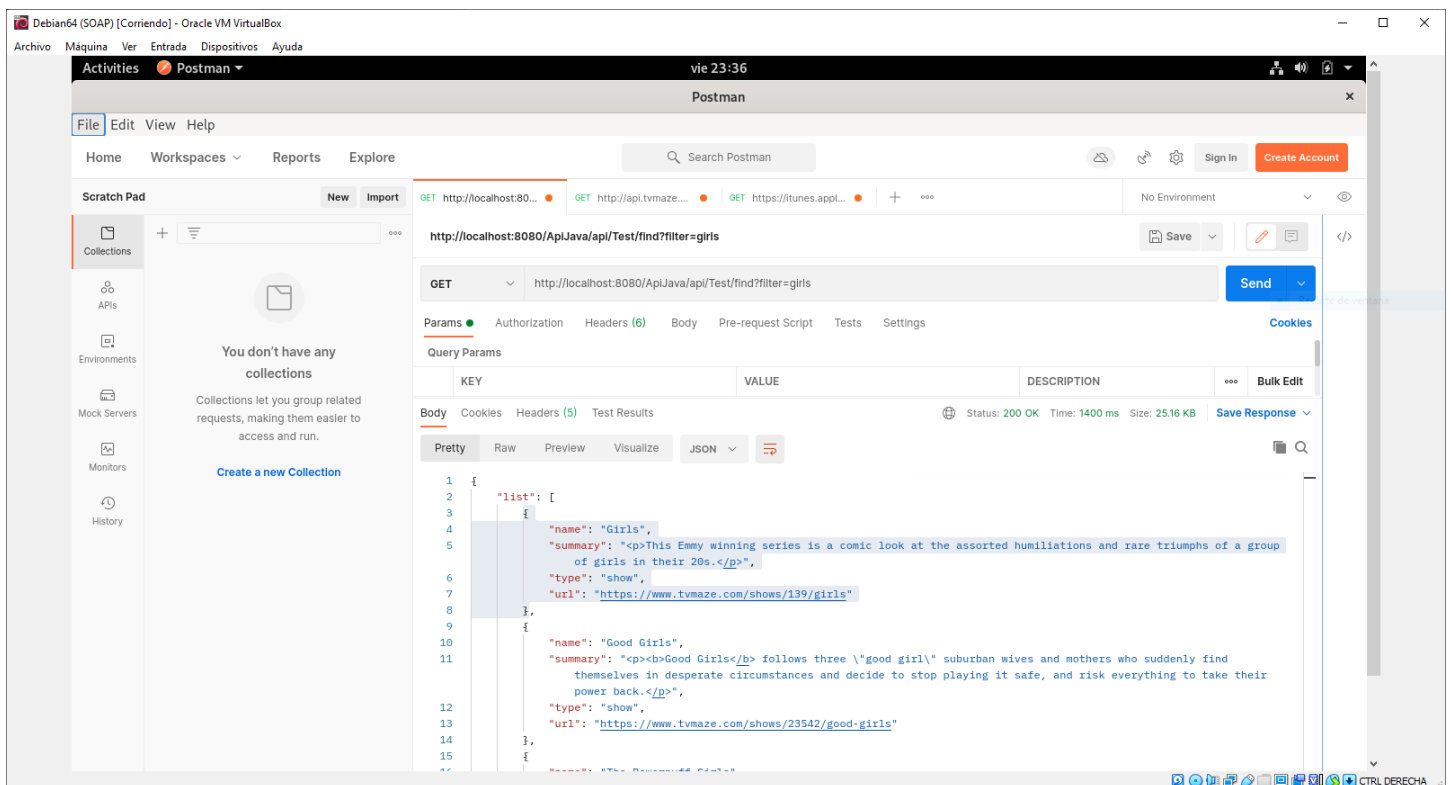 Debian64 (SOAP) [Corriendo] - Oracle VM VirtualBox
Archivo Máquina Ver Entrada Dispositivos Ayuda
Activities Postman vie 23:36
Postman
File Edit View Help
Home Workspaces Reports Explore Search Postman Sign In Create Account
Scratch Pad New Import GET http://localhost:80... GET http://api.tvmaze.... GET https://itunes.appl... No Environment
Collections
http://localhost:8080/ApiJava/api/Test/find?filter=girls Save
GET http://localhost:8080/ApiJava/api/Test/find?filter=girls Send
APIs
Params Authorization Headers (6) Body Pre-request Script Tests Settings Cookies
Environments
You don't have any
collections
Query Params
KEY VALUE DESCRIPTION Bulk Edit
Collections let you group related
requests, making them easier to
access and run.
Create a new Collection
Mock Servers
Monitors
History
Body Cookies Headers (5) Test Results Status: 200 OK Time: 1400 ms Size: 25.16 KB Save Response
Pretty Raw Preview Visualize JSON
1 {
2 "list": [
3 {
4 "name": "Girls",
5 "summary": "<p>This Emmy winning series is a comic look at the assorted humiliations and rare triumphs of a group
of girls in their 20s.</p>",
6 "type": "show",
7 "url": "https://www.tvmaze.com/shows/139/girls"
8 },
9 {
10 "name": "Good Girls",
11 "summary": "<p><b>Good Girls</b> follows three \"good girl\" suburban wives and mothers who suddenly find
themselves in desperate circumstances and decide to stop playing it safe, and risk everything to take their
power back.</p>",
12 "type": "show",
13 "url": "https://www.tvmaze.com/shows/23542/good-girls"
14 },
15 {
CTRL DERECHA